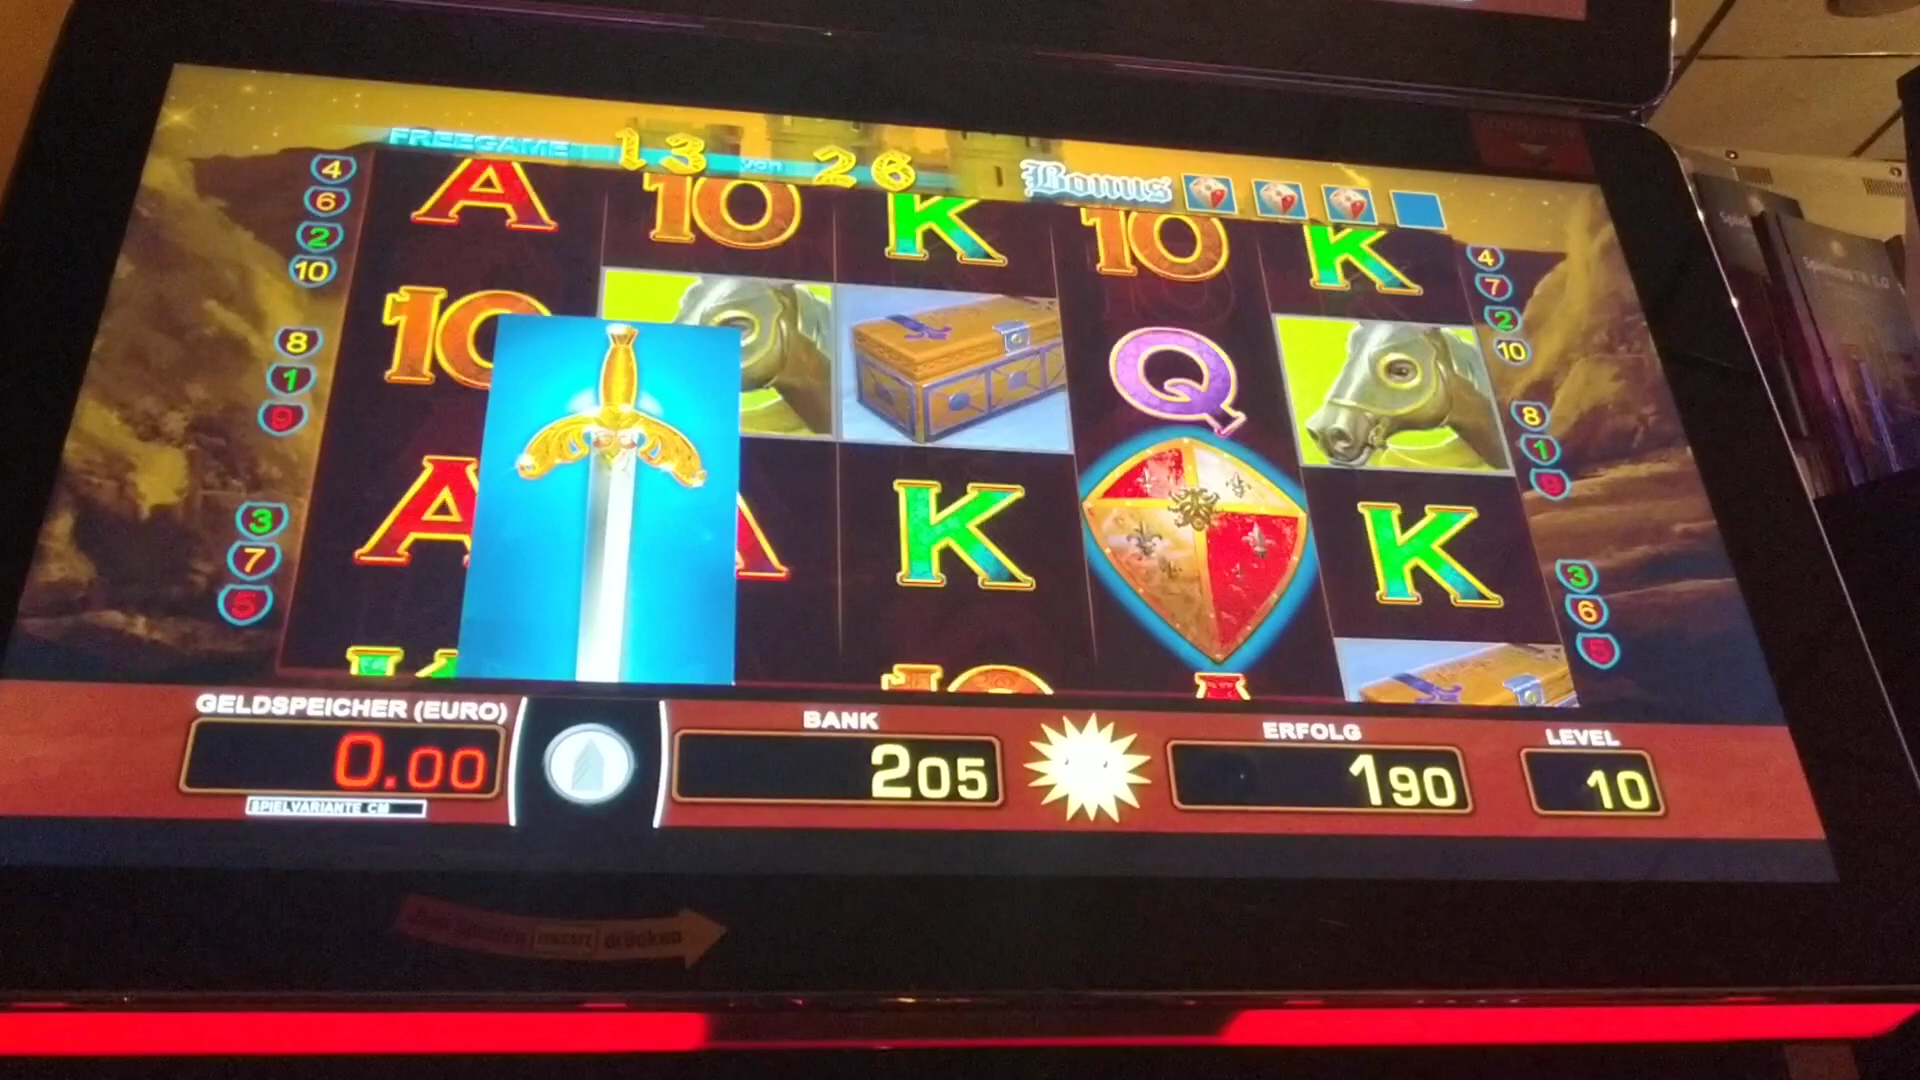 FREEGAME 13 von 26
Bonus
A 10 K 10 K
10 Q
A A K K
4
6
2
10
8
1
9
3
7
5
4
7
2
10
8
1
9
3
6
5
GELDSPEICHER (EURO)
0.00
SPIELVARIANTE CM
BANK
205
ERFOLG
190
LEVEL
10
drücken